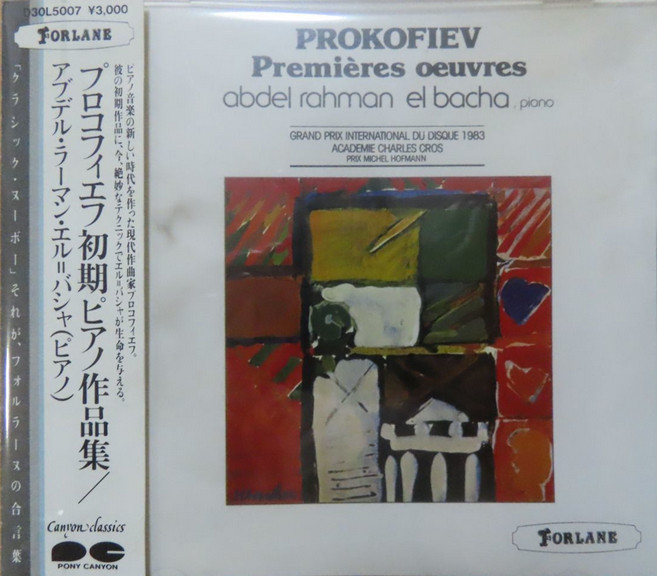 D30L5007 ¥3,000
FORLANE
ピアノ音楽の新しい時代を作った現代作曲家プロコフィエフ。
彼の初期作品に、今、絶妙なテクニックでエル=バシャが生命を与える。
プロコフィエフ初期ピアノ作品集/
アブデル・ラーマン・エル=バシャ(ピアノ)
「クラシック・ヌーボー」それが、フォルラーヌの合言葉
Canyon classics
PONY CANYON
PROKOFIEV
Premières oeuvres
abdel rahman el bacha, piano
GRAND PRIX INTERNATIONAL DU DISQUE 1983
ACADEMIE CHARLES CROS
PRIX MICHEL HOFMANN
FORLANE